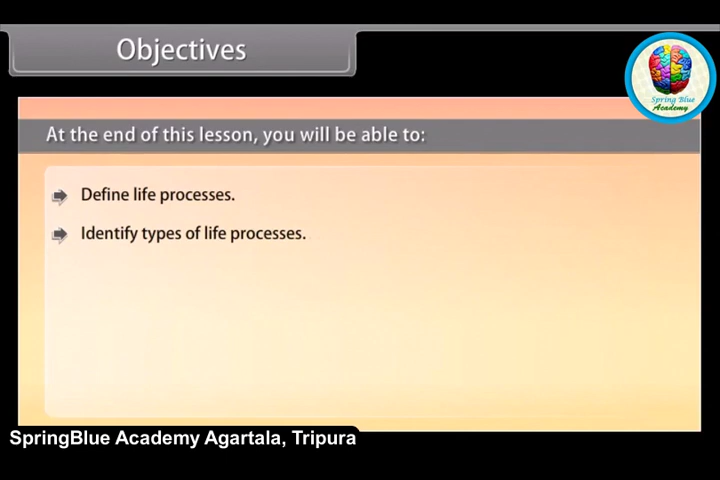 Objectives
Spring Blue
Academy
At the end of this lesson, you will be able to:
Define life processes.
Identify types of life processes.
SpringBlue Academy Agartala, Tripura